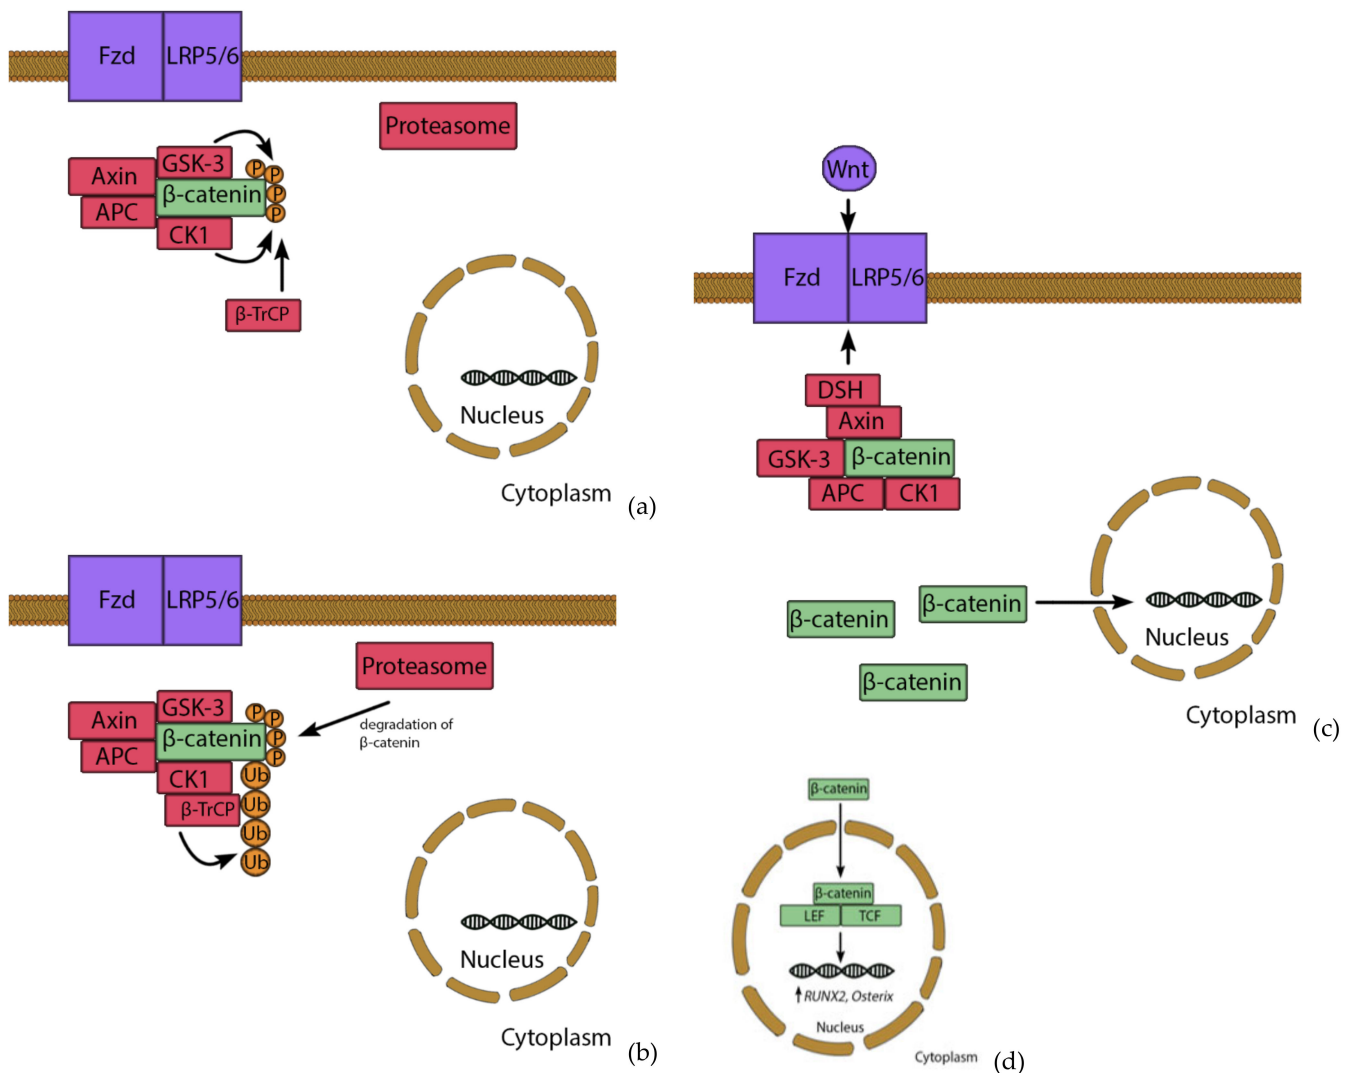 Fzd
LRP5/6
Proteasome
GSK-3
Axin
β-catenin
APC
CK1
P
P
P
P
β-TrCP
Nucleus
Cytoplasm
(a)
Fzd
LRP5/6
Proteasome
degradation of
β-catenin
GSK-3
Axin
β-catenin
APC
CK1
β-TrCP
P
P
P
P
Ub
Ub
Ub
Ub
Nucleus
Cytoplasm
(b)
Wnt
Fzd
LRP5/6
DSH
Axin
GSK-3
β-catenin
APC
CK1
β-catenin
β-catenin
β-catenin
Nucleus
Cytoplasm
(c)
β-catenin
β-catenin
LEF
TCF
RUNX2, Osterix
Nucleus
Cytoplasm
(d)